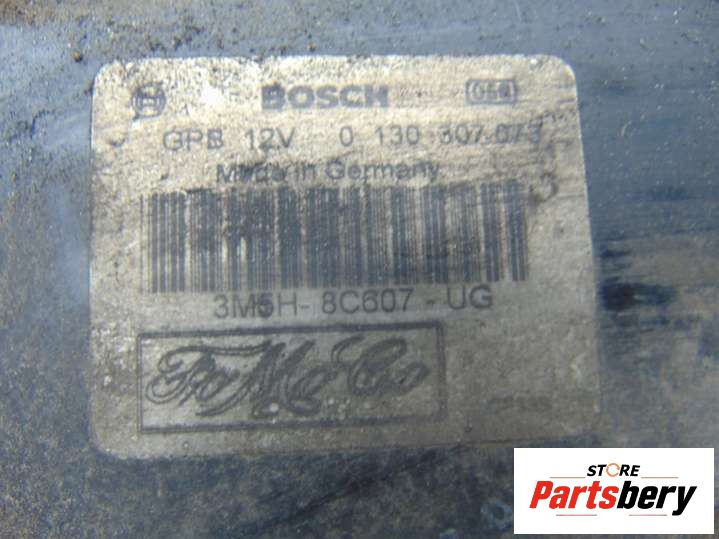 BOSCH
GPB 12V 0 130 307 073
Made in Germany
3M5H-8C607-UG
FoMoCo
STORE
Partsbery